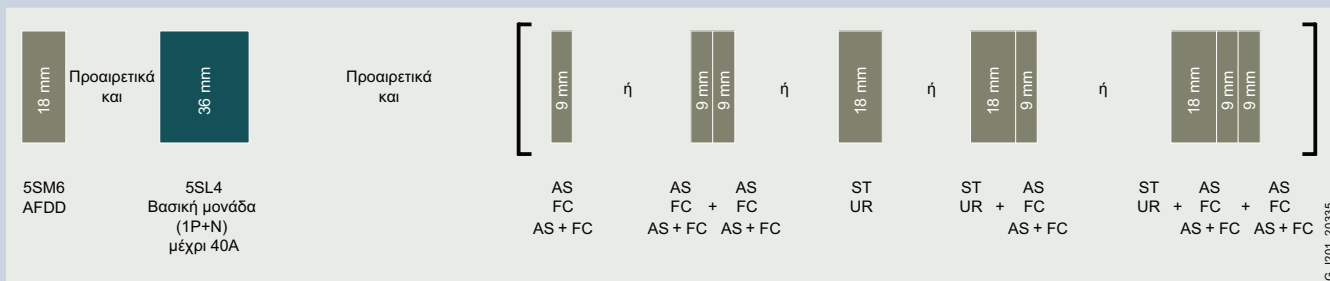 18 mm
Προαιρετικά
και
36 mm
Προαιρετικά
και
9 mm
ή
9 mm
9 mm
ή
18 mm
ή
18 mm
9 mm
ή
18 mm
9 mm
9 mm
5SM6
AFDD
5SL4
Βασική μονάδα
(1P+N)
μέχρι 40A
AS
FC
AS + FC
AS AS
FC + FC
AS + FC AS + FC
ST
UR
ST AS
UR + FC
AS + FC
ST AS AS
UR + FC + FC
AS + FC AS + FC
G_I201_20335